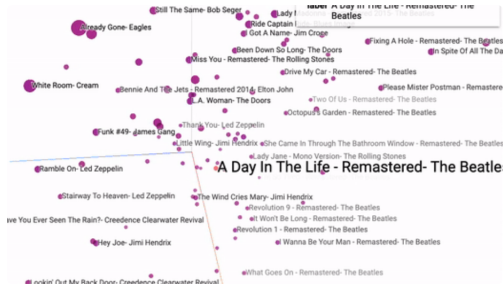 Still The Same- Bob Seger
Lady
label A Day In The Life - Remastered- The
Beatles
Already Gone- Eagles
Ride Captain
I Got A Name- Jim Croce
Fixing A Hole - Remastered- The Beatles
Been Down So Long- The Doors
In Spite Of All The Da
Miss You - Remastered- The Rolling Stones
Drive My Car - Remastered- The Beatles
White Room- Cream
Bennie And The Jets - Remastered 2014- Elton John
Please Mister Postman - Remastered
L.A. Woman- The Doors
Two Of Us - Remastered- The Beatles
Octopus's Garden - Remastered- The Beatles
Thank You- Led Zeppelin
Funk #49- James Gang
Little Wing- Jimi Hendrix
She Came In Through The Bathroom Window - Remastered- The Beatles
Lady Jane - Mono Version- The Rolling Stones
Ramble On- Led Zeppelin
A Day In The Life - Remastered- The Beatle
Stairway To Heaven- Led Zeppelin
The Wind Cries Mary- Jimi Hendrix
Revolution 9 - Remastered- The Beatles
ave You Ever Seen The Rain?- Creedence Clearwater Revival
It Won't Be Long - Remastered- The Beatles
Revolution 1 - Remastered- The Beatles
Hey Joe- Jimi Hendrix
I Wanna Be Your Man - Remastered- The Beatles
What Goes On - Remastered- The Beatles
Lookin' Out My Back Door- Creedence Clearwater Revival